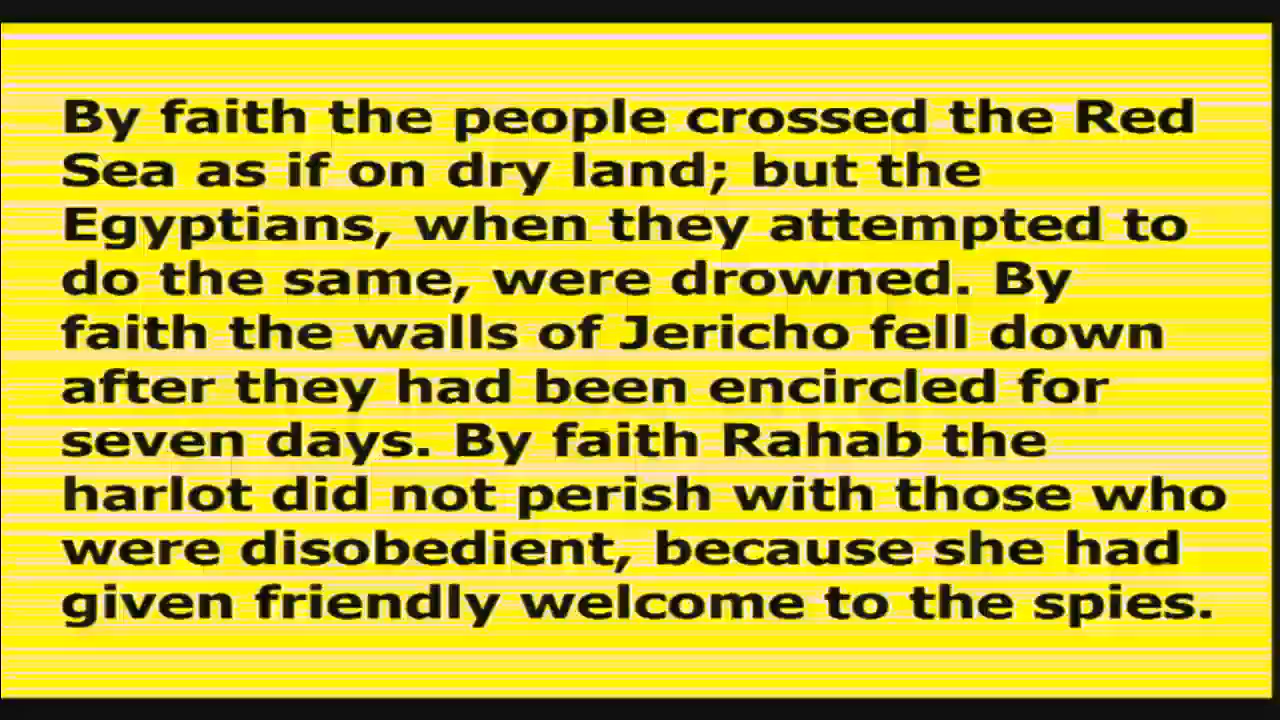 By faith the people crossed the Red
Sea as if on dry land; but the
Egyptians, when they attempted to
do the same, were drowned. By
faith the walls of Jericho fell down
after they had been encircled for
seven days. By faith Rahab the
harlot did not perish with those who
were disobedient, because she had
given friendly welcome to the spies.